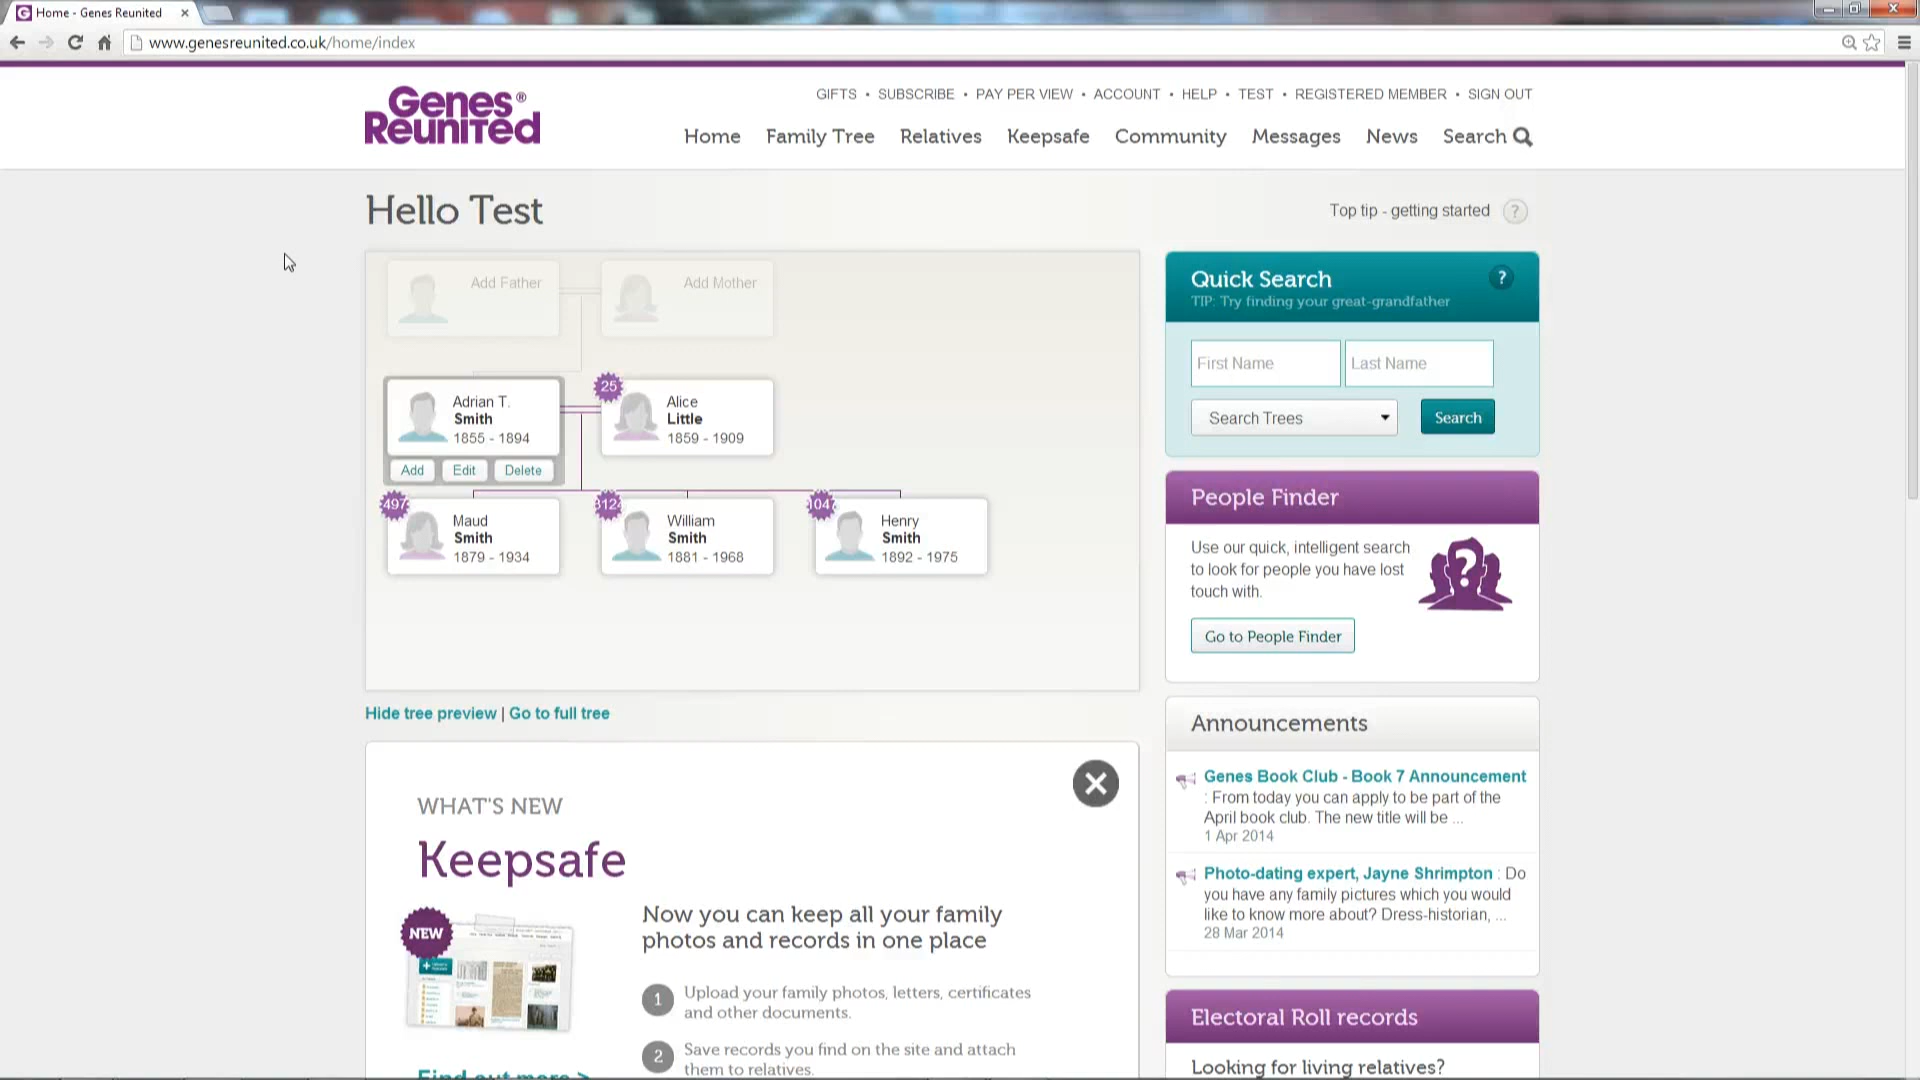 Home - Genes Reunited
www.genesreunited.co.uk/home/index
Genes®
Reunited
GIFTS • SUBSCRIBE • PAY PER VIEW • ACCOUNT • HELP • TEST • REGISTERED MEMBER • SIGN OUT
Home Family Tree Relatives Keepsafe Community Messages News Search
Hello Test
Top tip - getting started ?
Add Father
Add Mother
Adrian T.
Smith
1855 - 1894
Add Edit Delete
25
Alice
Little
1859 - 1909
497
Maud
Smith
1879 - 1934
312
William
Smith
1881 - 1968
Henry
Smith
1892 - 1975
Hide tree preview | Go to full tree
WHAT'S NEW
Keepsafe
NEW
Now you can keep all your family
photos and records in one place
1 Upload your family photos, letters, certificates
and other documents.
2 Save records you find on the site and attach
them to relatives.
Find out more >
Quick Search ?
TIP: Try finding your great-grandfather
First Name Last Name
Search Trees Search
People Finder
Use our quick, intelligent search
to look for people you have lost
touch with.
?
Go to People Finder
Announcements
Genes Book Club - Book 7 Announcement
: From today you can apply to be part of the
April book club. The new title will be ...
1 Apr 2014
Photo-dating expert, Jayne Shrimpton : Do
you have any family pictures which you would
like to know more about? Dress-historian, ...
28 Mar 2014
Electoral Roll records
Looking for living relatives?